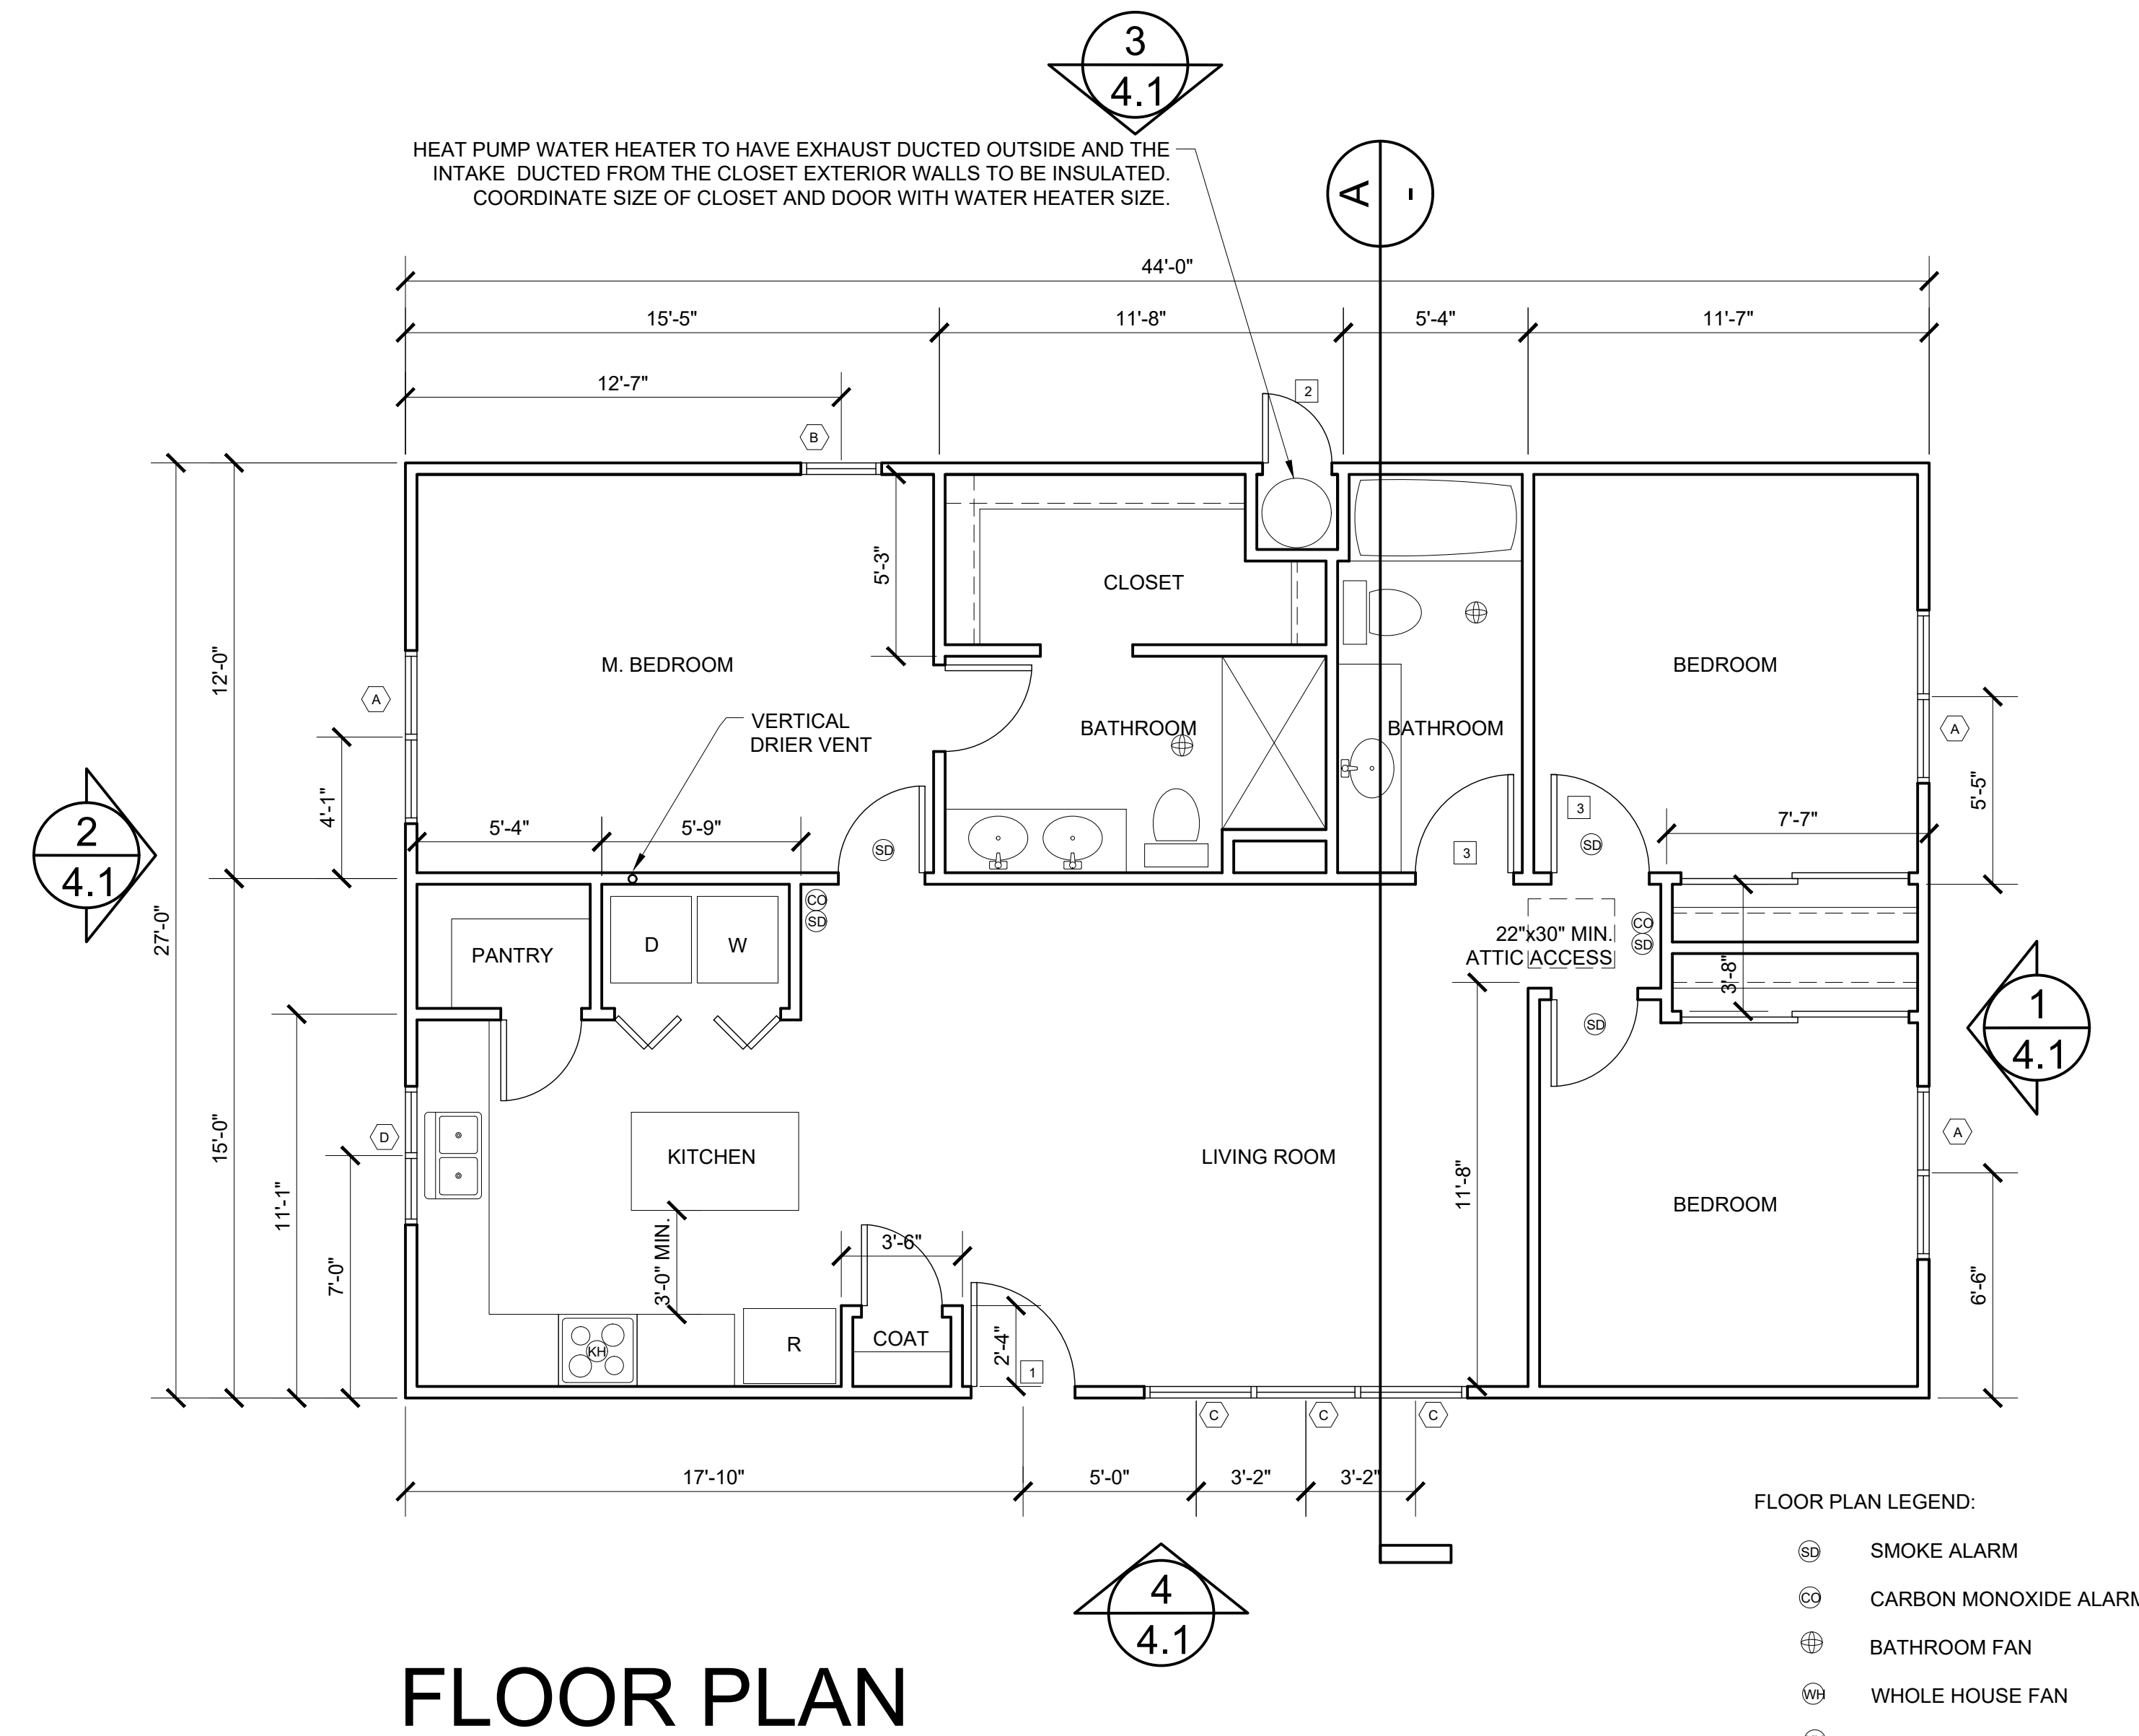 3
4.1
HEAT PUMP WATER HEATER TO HAVE EXHAUST DUCTED OUTSIDE AND THE
INTAKE DUCTED FROM THE CLOSET EXTERIOR WALLS TO BE INSULATED.
COORDINATE SIZE OF CLOSET AND DOOR WITH WATER HEATER SIZE.
A
-
44'-0"
15'-5"
11'-8"
5'-4"
11'-7"
12'-7"
2
B
5'-3"
CLOSET
12'-0"
M. BEDROOM
BEDROOM
A
VERTICAL
DRIER VENT
BATHROOM
BATHROOM
A
4'-1"
5'-5"
2
4.1
5'-4"
5'-9"
3
7'-7"
SD
3
SD
27'-0"
CO
SD
PANTRY
D
W
22"x30" MIN.
ATTIC ACCESS
CO
SD
3'-8"
SD
1
4.1
15'-0"
D
KITCHEN
LIVING ROOM
A
11'-1"
11'-8"
BEDROOM
7'-0"
3'-0" MIN.
3'-6"
6'-6"
KH
R
COAT
2'-4"
1
C
C
C
17'-10"
5'-0"
3'-2"
3'-2"
FLOOR PLAN LEGEND:
SD SMOKE ALARM
CO CARBON MONOXIDE ALARM
BATHROOM FAN
WH WHOLE HOUSE FAN
4
4.1
FLOOR PLAN